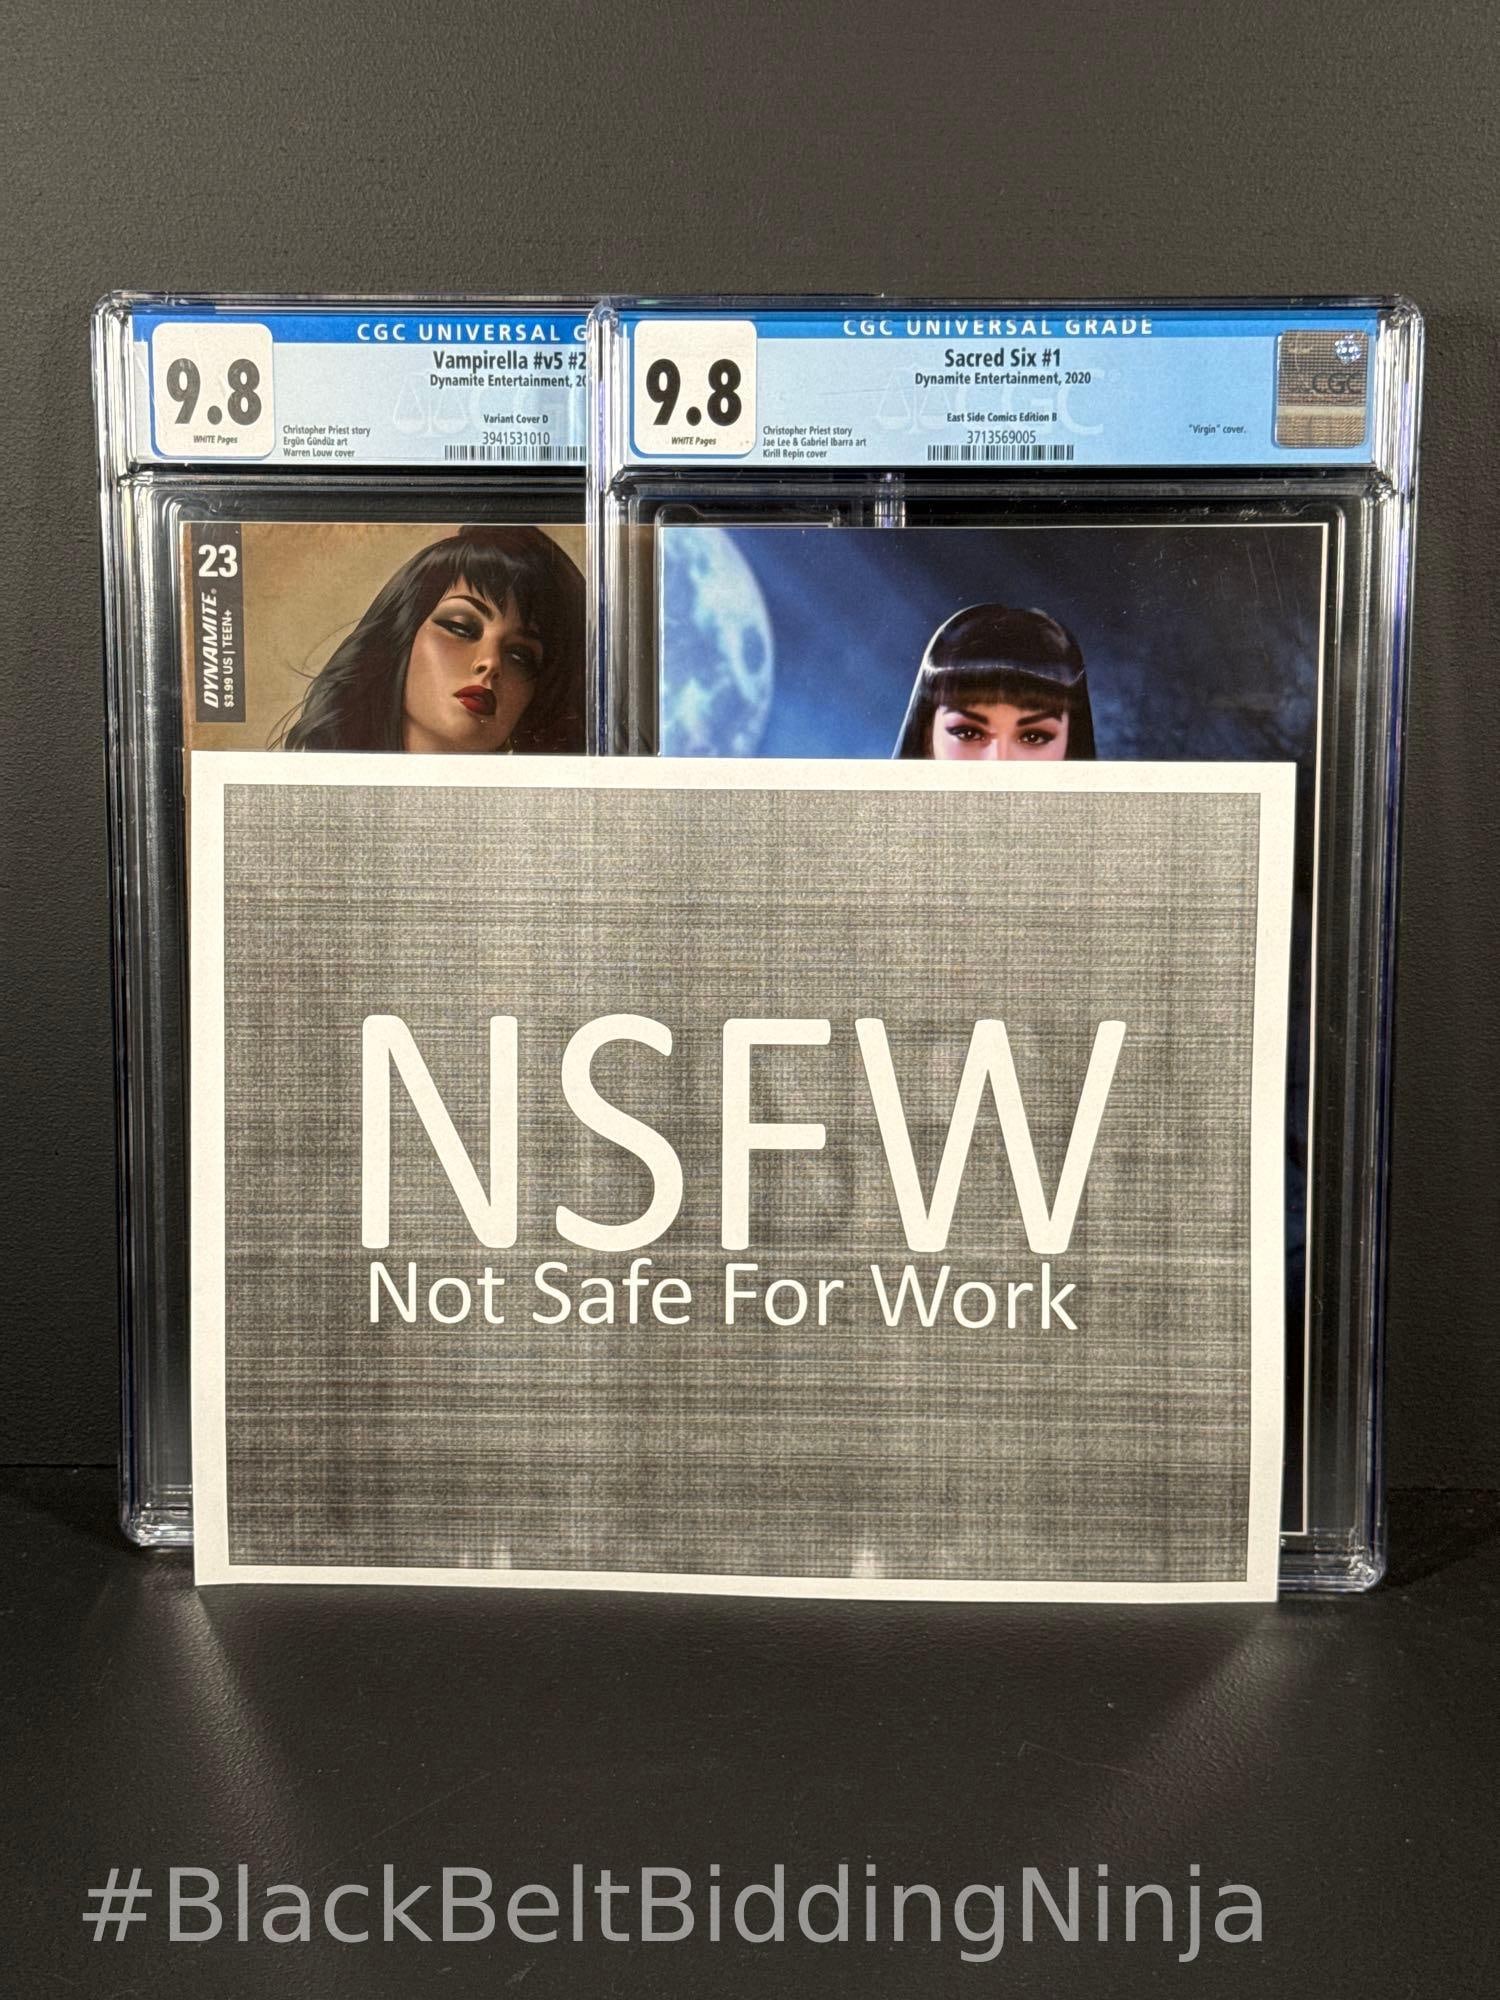 CGC UNIVERSAL G
9.8
WHITE Pages
Vampirella #v5 #2
Dynamite Entertainment, 20
Variant Cover D
3941531010
Christopher Priest story
Ergün Gündüz art
Warren Louw cover
CGC UNIVERSAL GRADE
9.8
WHITE Pages
Sacred Six #1
Dynamite Entertainment, 2020
East Side Comics Edition B
3713569005
Christopher Priest story
Jae Lee & Gabriel Ibarra art
Kirill Repin cover
"Virgin" cover.
CGC
23
DYNAMITE.
$3.99 US | TEEN+
NSFW
Not Safe For Work
#BlackBeltBiddingNinja